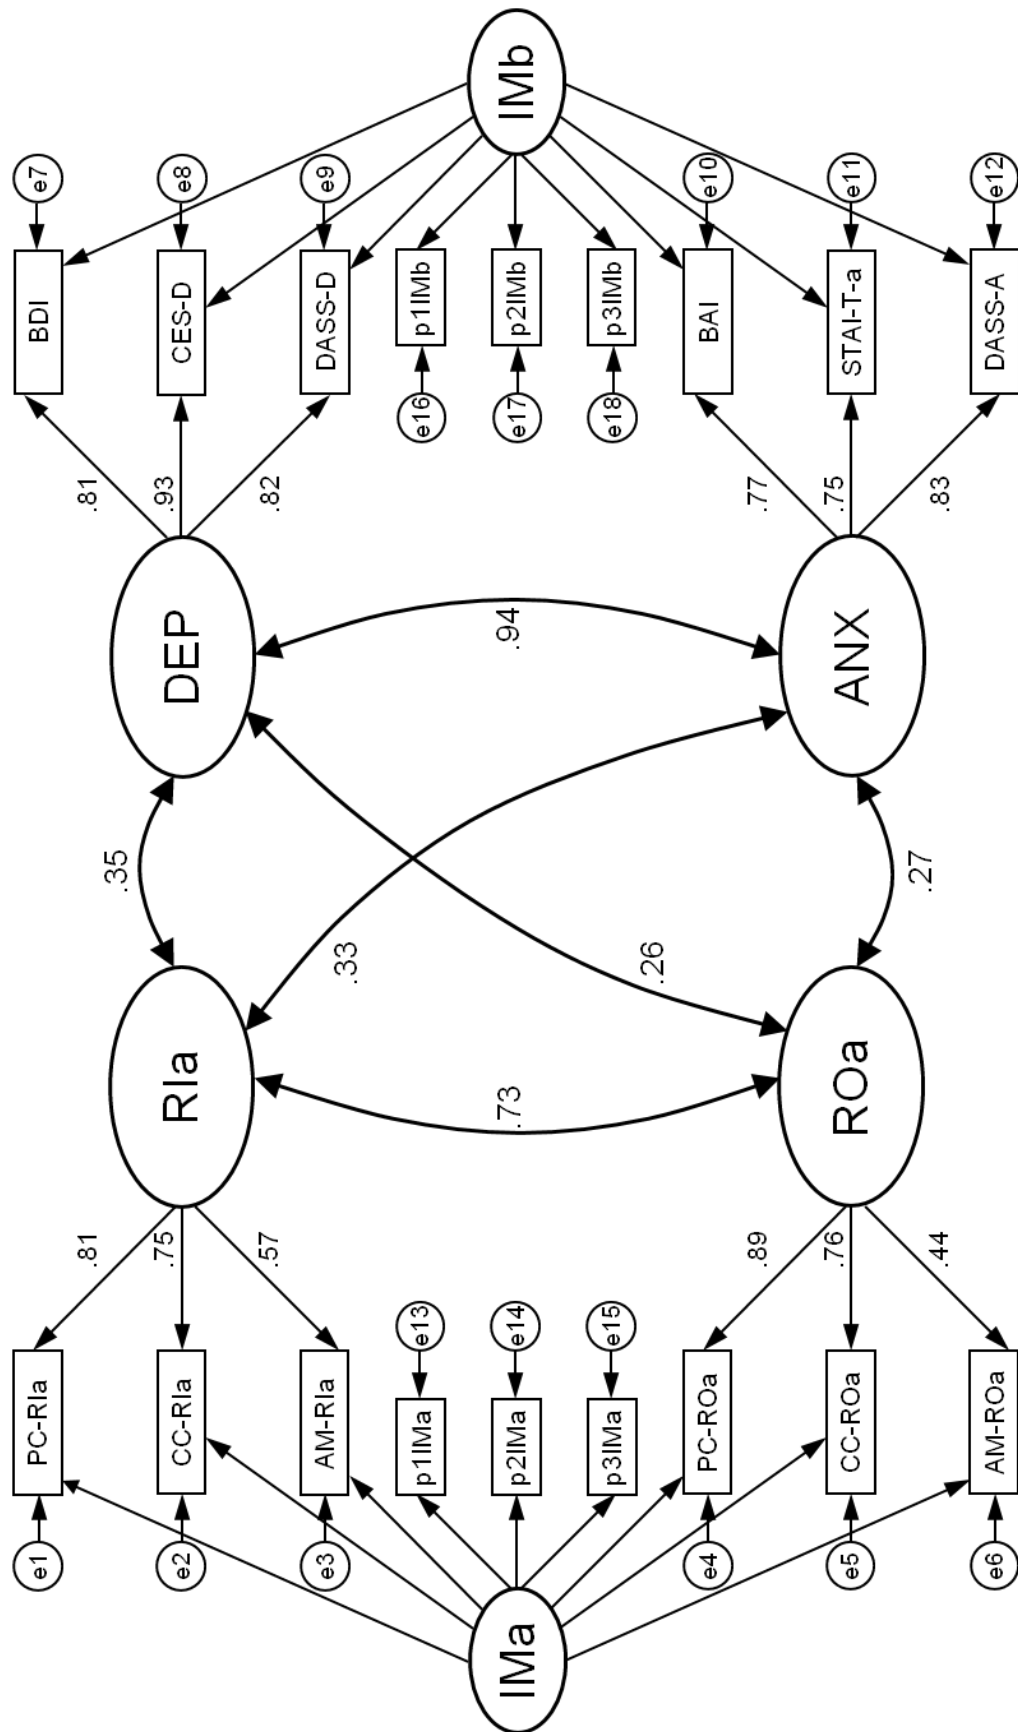 e1
PC-RIa
.81
BDI
.81
e7
e2
CC-RIa
.75
RIa
.35
DEP
.93
CES-D
e8
e3
AM-RIa
.57
.82
DASS-D
e9
p1IMa
e13
.33
e16
p1IMb
IMa
p2IMa
e14
.73
.94
e17
p2IMb
IMb
p3IMa
e15
.26
e18
p3IMb
e4
PC-ROa
.89
.77
BAI
e10
e5
CC-ROa
.76
ROa
.27
ANX
.75
STAI-T-a
e11
e6
AM-ROa
.44
.83
DASS-A
e12